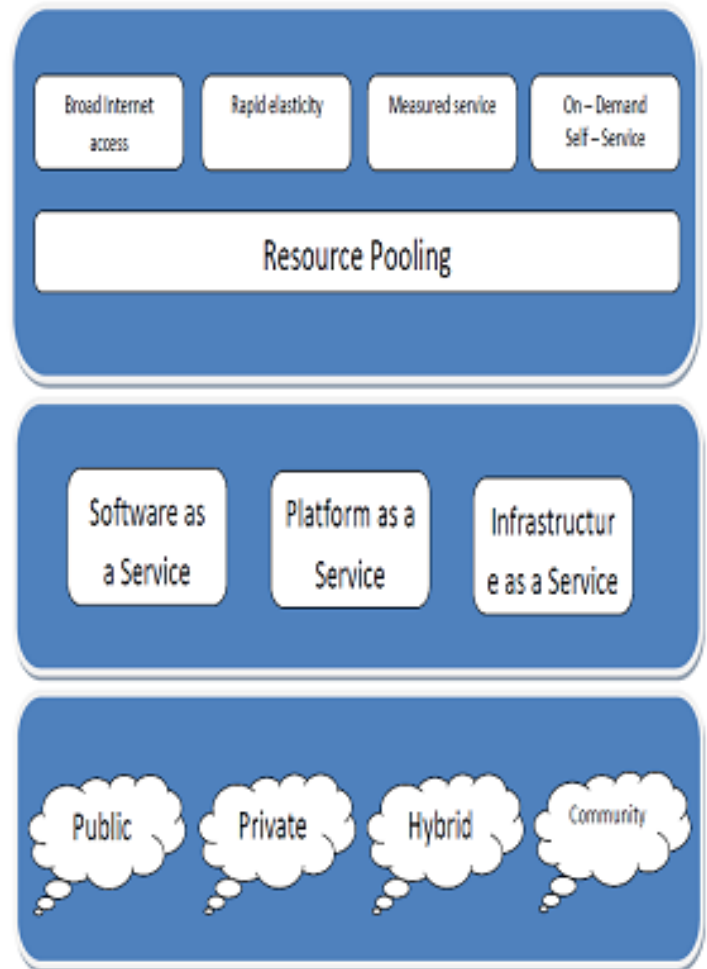 Broad Internet
access
Rapid elasticity
Measured service
On – Demand
Self – Service
Resource Pooling
Software as
a Service
Platform as a
Service
Infrastructur
e as a Service
Public
Private
Hybrid
Community